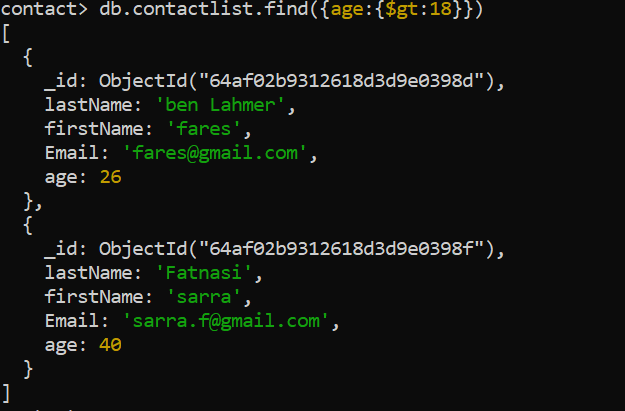 contact> db.contactlist.find({age:{$gt:18}})
[
  {
    _id: ObjectId("64af02b9312618d3d9e0398d"),
    lastName: 'ben Lahmer',
    firstName: 'fares',
    Email: 'fares@gmail.com',
    age: 26
  },
  {
    _id: ObjectId("64af02b9312618d3d9e0398f"),
    lastName: 'Fatnasi',
    firstName: 'sarra',
    Email: 'sarra.f@gmail.com',
    age: 40
  }
]